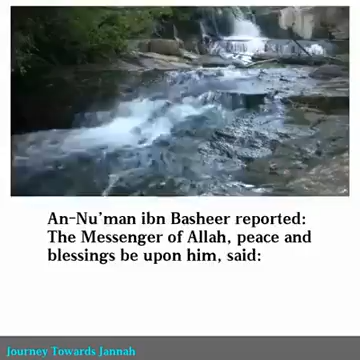 An-Nu'man ibn Basheer reported:
The Messenger of Allah, peace and
blessings be upon him, said:
Journey Towards Jannah